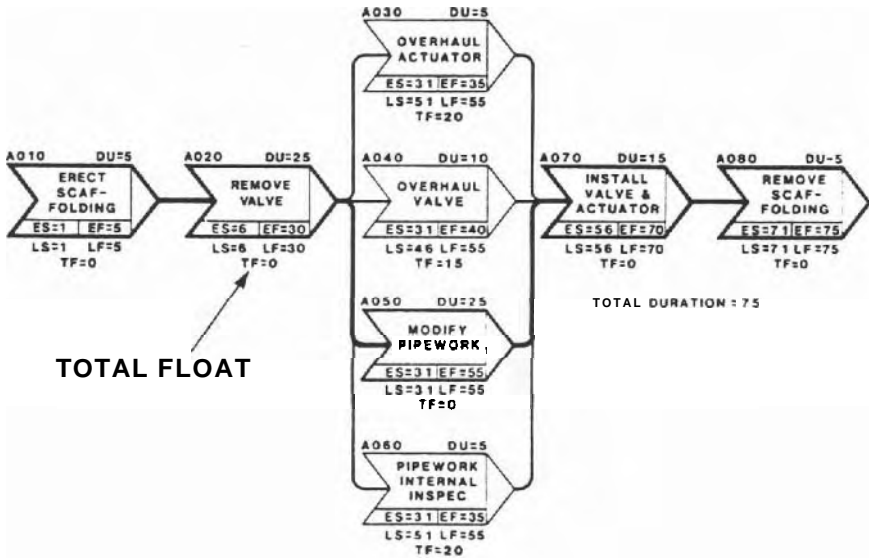 A030 DU=5
OVERHAUL
ACTUATOR
ES=31 EF=35
LS=51 LF=55
TF=20
A010 DU=5
ERECT
SCAF-
FOLDING
ES=1 EF=5
LS=1 LF=5
TF=0
A020 DU=25
REMOVE
VALVE
ES=6 EF=30
LS=6 LF=30
TF=0
TOTAL FLOAT
A040 DU=10
OVERHAUL
VALVE
ES=31 EF=40
LS=46 LF=55
TF=15
A050 DU=25
MODIFY
PIPEWORK
ES=31 EF=55
LS=31 LF=55
TF=0
A060 DU=5
PIPEWORK
INTERNAL
INSPEC
ES=31 EF=35
LS=51 LF=55
TF=20
A070 DU=15
INSTALL
VALVE &
ACTUATOR
ES=56 EF=70
LS=56 LF=70
TF=0
A080 DU-5
REMOVE
SCAF-
FOLDING
ES=71 EF=75
LS=71 LF=75
TF=0
TOTAL DURATION = 75